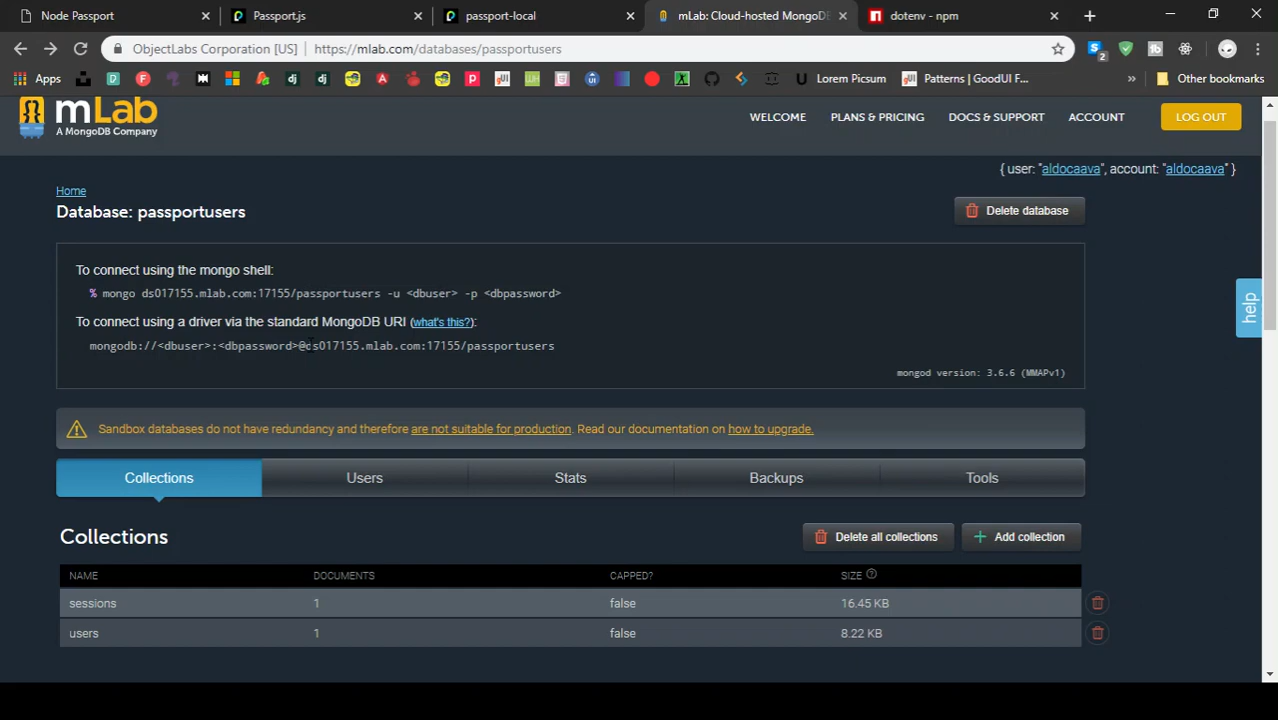 Node Passport
Passport.js
passport-local
mLab: Cloud-hosted MongoDB
dotenv - npm
ObjectLabs Corporation [US]
https://mlab.com/databases/passportusers
2
Apps
Lorem Picsum
Patterns | GoodUI F...
Other bookmarks
mLab
A MongoDB Company
WELCOME
PLANS & PRICING
DOCS & SUPPORT
ACCOUNT
LOG OUT
{ user: "aldocaava", account: "aldocaava" }
Home
Database: passportusers
Delete database
To connect using the mongo shell:
% mongo ds017155.mlab.com:17155/passportusers -u <dbuser> -p <dbpassword>
To connect using a driver via the standard MongoDB URI (what's this?):
mongodb://<dbuser>:<dbpassword>@ds017155.mlab.com:17155/passportusers
mongod version: 3.6.6 (MMAPv1)
help
Sandbox databases do not have redundancy and therefore are not suitable for production. Read our documentation on how to upgrade.
Collections
Users
Stats
Backups
Tools
Collections
Delete all collections
Add collection
NAME DOCUMENTS CAPPED? SIZE
sessions 1 false 16.45 KB
users 1 false 8.22 KB